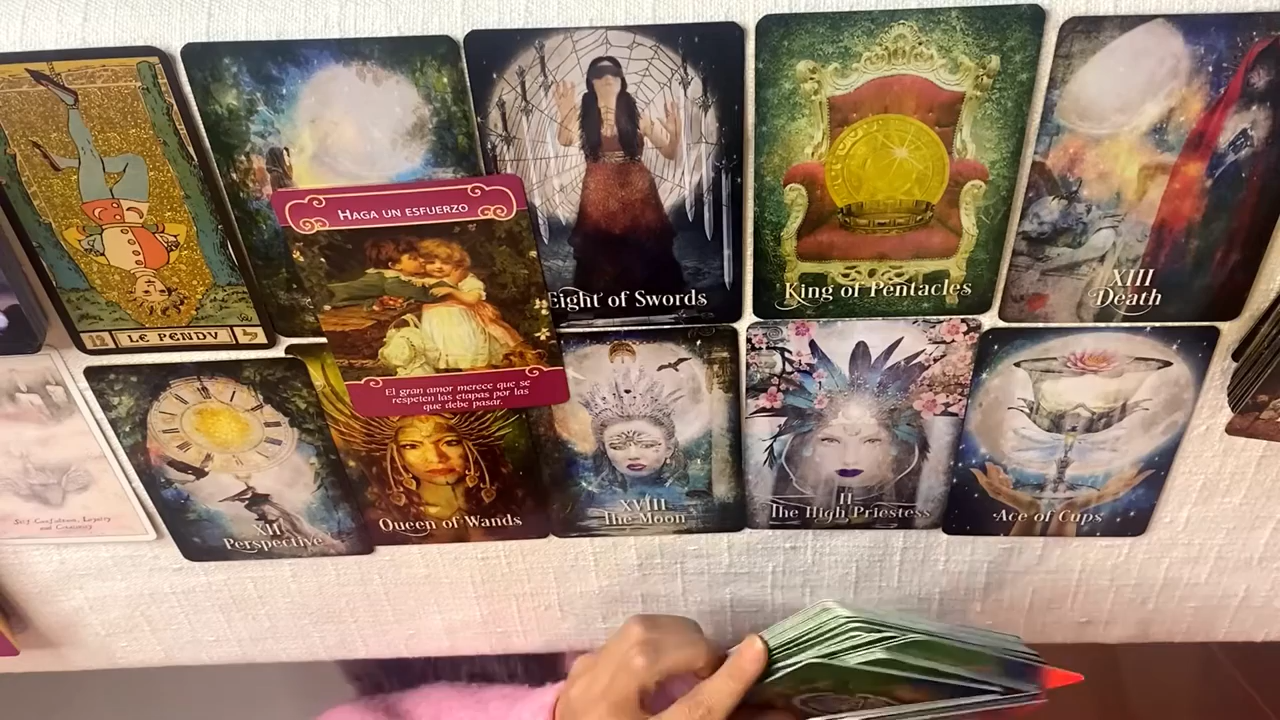 12 LE PENDV ל
HAGA UN ESFUERZO
El gran amor merece que se
respeten las etapas por las
que debe pasar.
Eight of Swords
King of Pentacles
XIII
Death
Self Confidence, Loyalty
and Constancy
XII
Perspective
Queen of Wands
XVIII
The Moon
II
The High Priestess
Ace of Cups